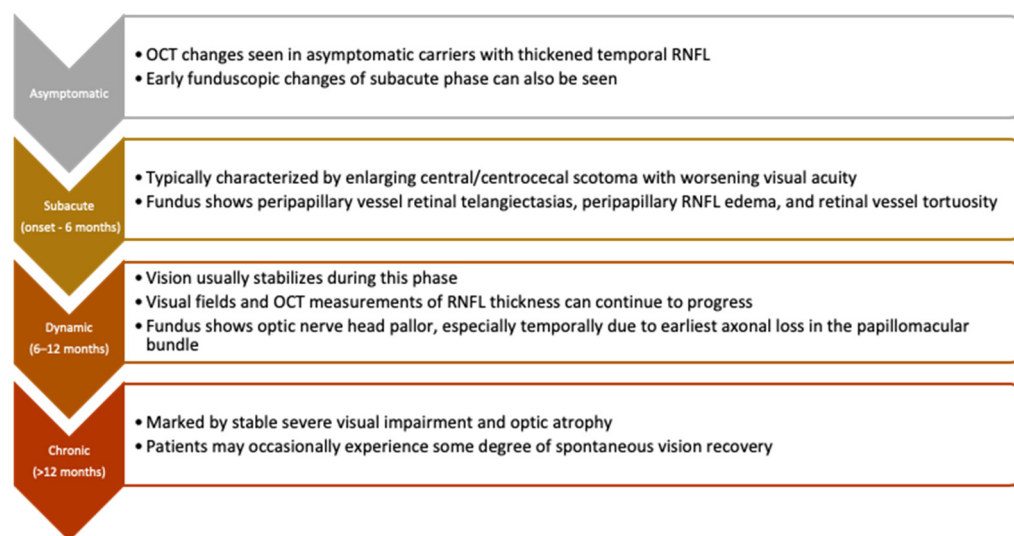 Asymptomatic
• OCT changes seen in asymptomatic carriers with thickened temporal RNFL
• Early funduscopic changes of subacute phase can also be seen
Subacute
(onset - 6 months)
• Typically characterized by enlarging central/centrocecal scotoma with worsening visual acuity
• Fundus shows peripapillary vessel retinal telangiectasias, peripapillary RNFL edema, and retinal vessel tortuosity
Dynamic
(6–12 months)
• Vision usually stabilizes during this phase
• Visual fields and OCT measurements of RNFL thickness can continue to progress
• Fundus shows optic nerve head pallor, especially temporally due to earliest axonal loss in the papillomacular
bundle
Chronic
(>12 months)
• Marked by stable severe visual impairment and optic atrophy
• Patients may occasionally experience some degree of spontaneous vision recovery